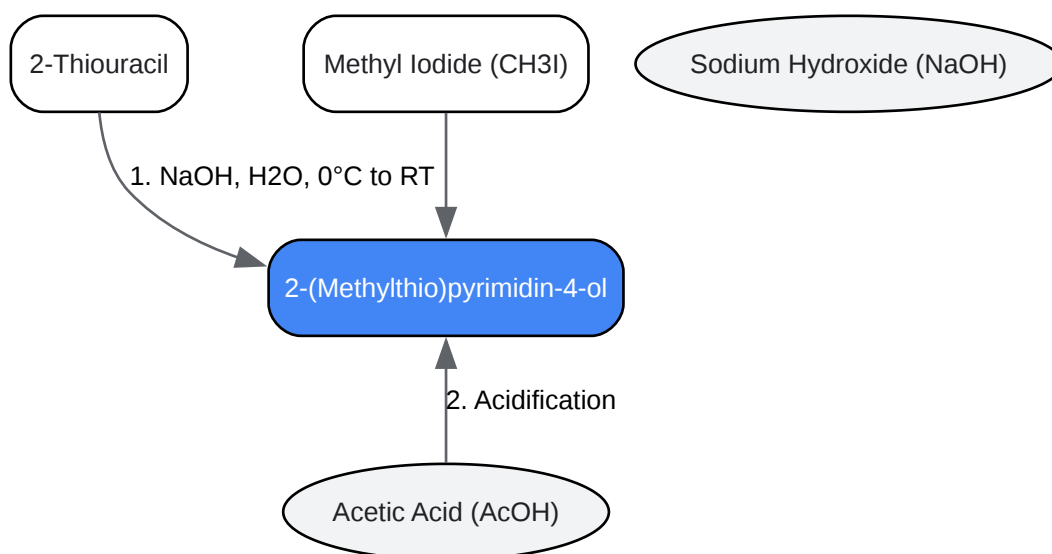 2-Thiouracil
Methyl Iodide (CH3I)
Sodium Hydroxide (NaOH)
1. NaOH, H2O, 0°C to RT
2-(Methylthio)pyrimidin-4-ol
2. Acidification
Acetic Acid (AcOH)